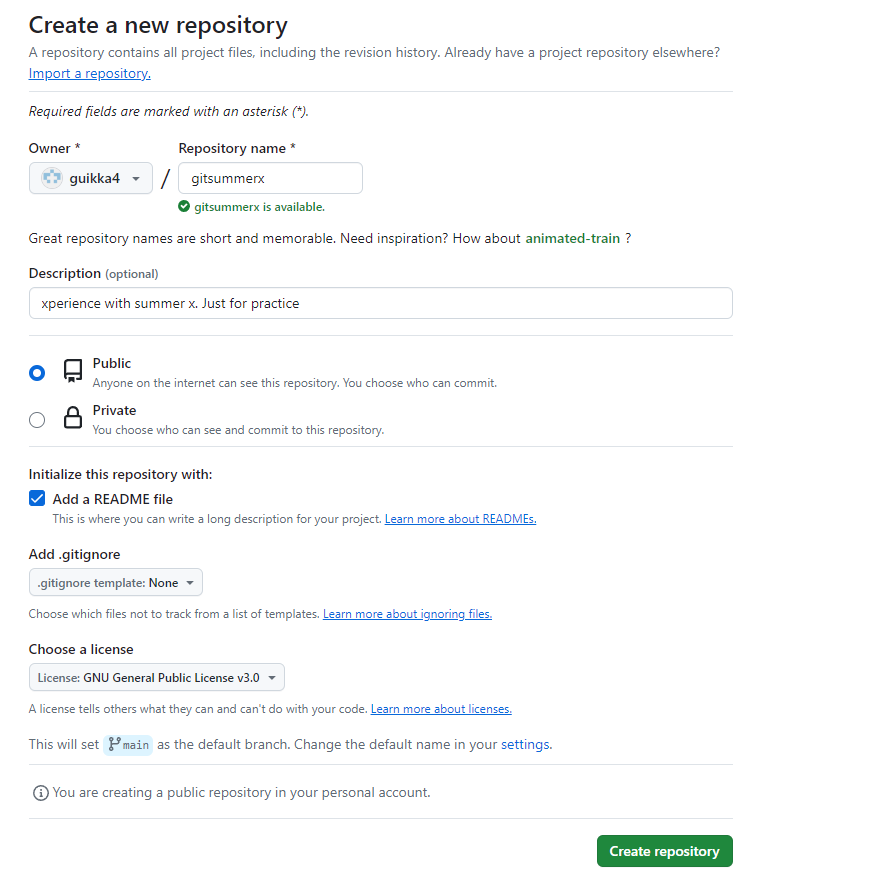 Create a new repository
A repository contains all project files, including the revision history. Already have a project repository elsewhere?
Import a repository.
Required fields are marked with an asterisk (*).
Owner * Repository name *
guikka4 / gitsummerx
gitsummerx is available.
Great repository names are short and memorable. Need inspiration? How about animated-train ?
Description (optional)
xperience with summer x. Just for practice
Public
Anyone on the internet can see this repository. You choose who can commit.
Private
You choose who can see and commit to this repository.
Initialize this repository with:
Add a README file
This is where you can write a long description for your project. Learn more about READMEs.
Add .gitignore
.gitignore template: None
Choose which files not to track from a list of templates. Learn more about ignoring files.
Choose a license
License: GNU General Public License v3.0
A license tells others what they can and can't do with your code. Learn more about licenses.
This will set main as the default branch. Change the default name in your settings.
You are creating a public repository in your personal account.
Create repository